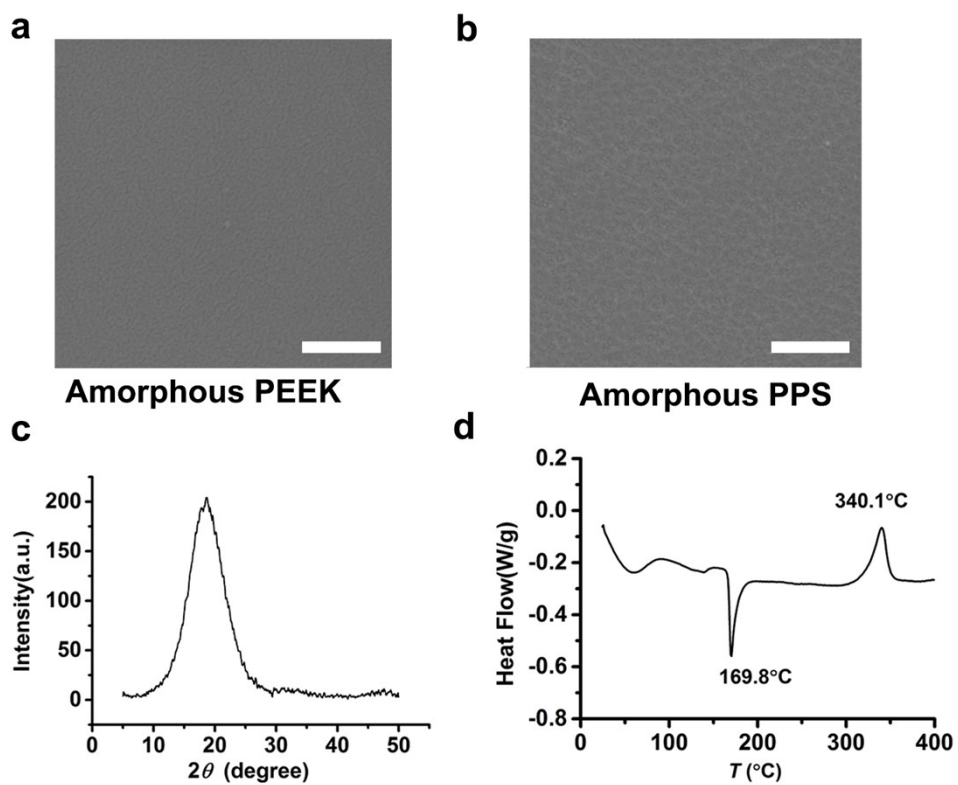 a
b
Amorphous PEEK
Amorphous PPS
c
d
200
150
100
50
0
Intensity(a.u.)
0 10 20 30 40 50
2θ (degree)
0.2
0.0
-0.2
-0.4
-0.6
-0.8
Heat Flow(W/g)
340.1°C
169.8°C
0 100 200 300 400
T (°C)